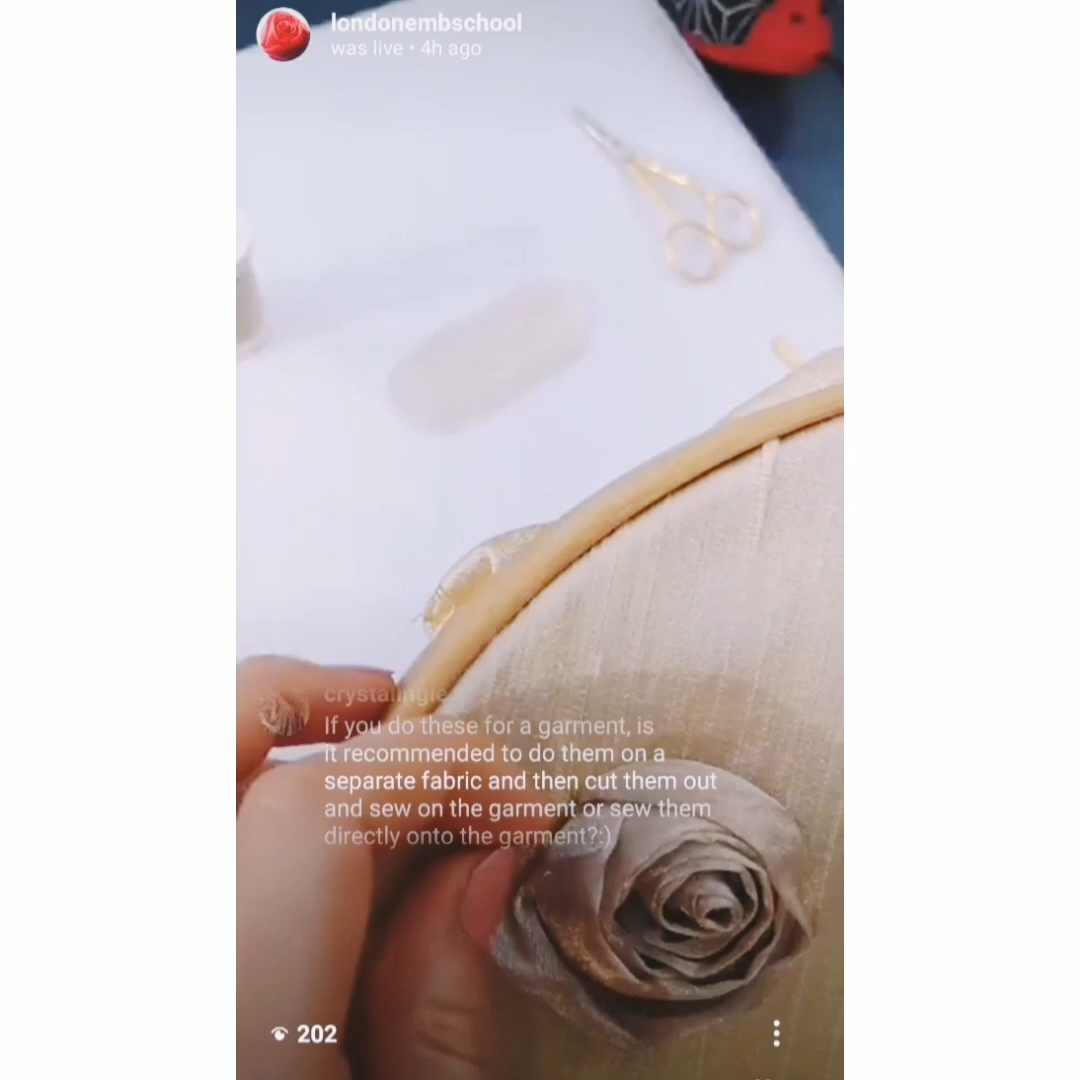 londonembschool
was live • 4h ago
crystalingle
If you do these for a garment, is
it recommended to do them on a
separate fabric and then cut them out
and sew on the garment or sew them
directly onto the garment?:)
202